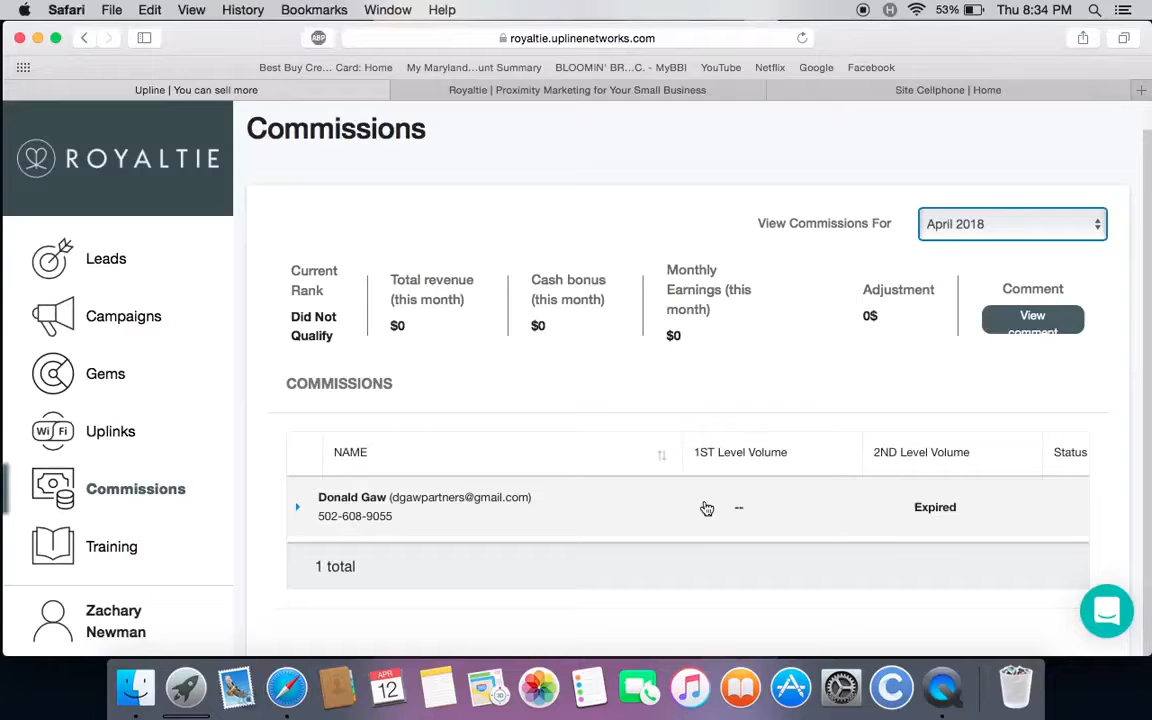 Safari File Edit View History Bookmarks Window Help
H 53% Thu 8:34 PM
ABP royaltie.uplinenetworks.com
Best Buy Cre... Card: Home My Maryland...unt Summary BLOOMIN' BR...C. - MyBBI YouTube Netflix Google Facebook
Upline | You can sell more Royaltie | Proximity Marketing for Your Small Business Site Cellphone | Home
ROYALTIE
Leads
Campaigns
Gems
Wi Fi Uplinks
Commissions
Training
Zachary
Newman
Commissions
View Commissions For April 2018
Current
Rank
Did Not
Qualify
Total revenue
(this month)
$0
Cash bonus
(this month)
$0
Monthly
Earnings (this
month)
$0
Adjustment
0$
Comment
View
comment
COMMISSIONS
NAME 1ST Level Volume 2ND Level Volume Status
Donald Gaw (dgawpartners@gmail.com)
502-608-9055
-- Expired
1 total
APR
12